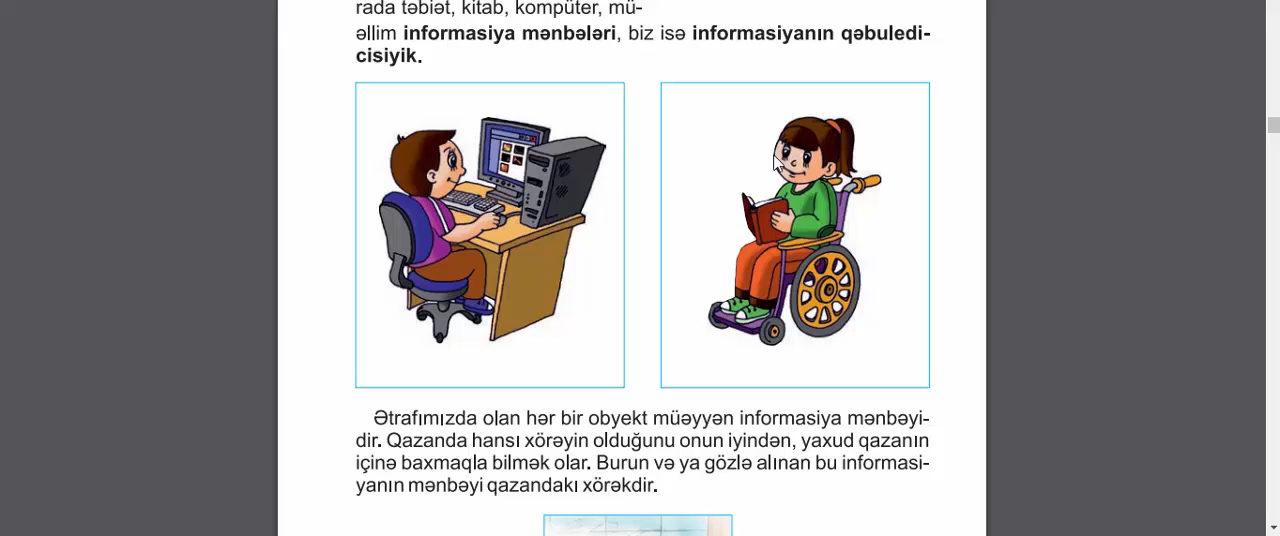 rada təbiət, kitab, kompüter, mü-
əllim informasiya mənbələri, biz isə informasiyanın qəbuledi-
cisiyik.
Ətrafımızda olan hər bir obyekt müəyyən informasiya mənbəyi-
dir. Qazanda hansı xörəyin olduğunu onun iyindən, yaxud qazanın
içinə baxmaqla bilmək olar. Burun və ya gözlə alınan bu informasi-
yanın mənbəyi qazandakı xörəkdir.